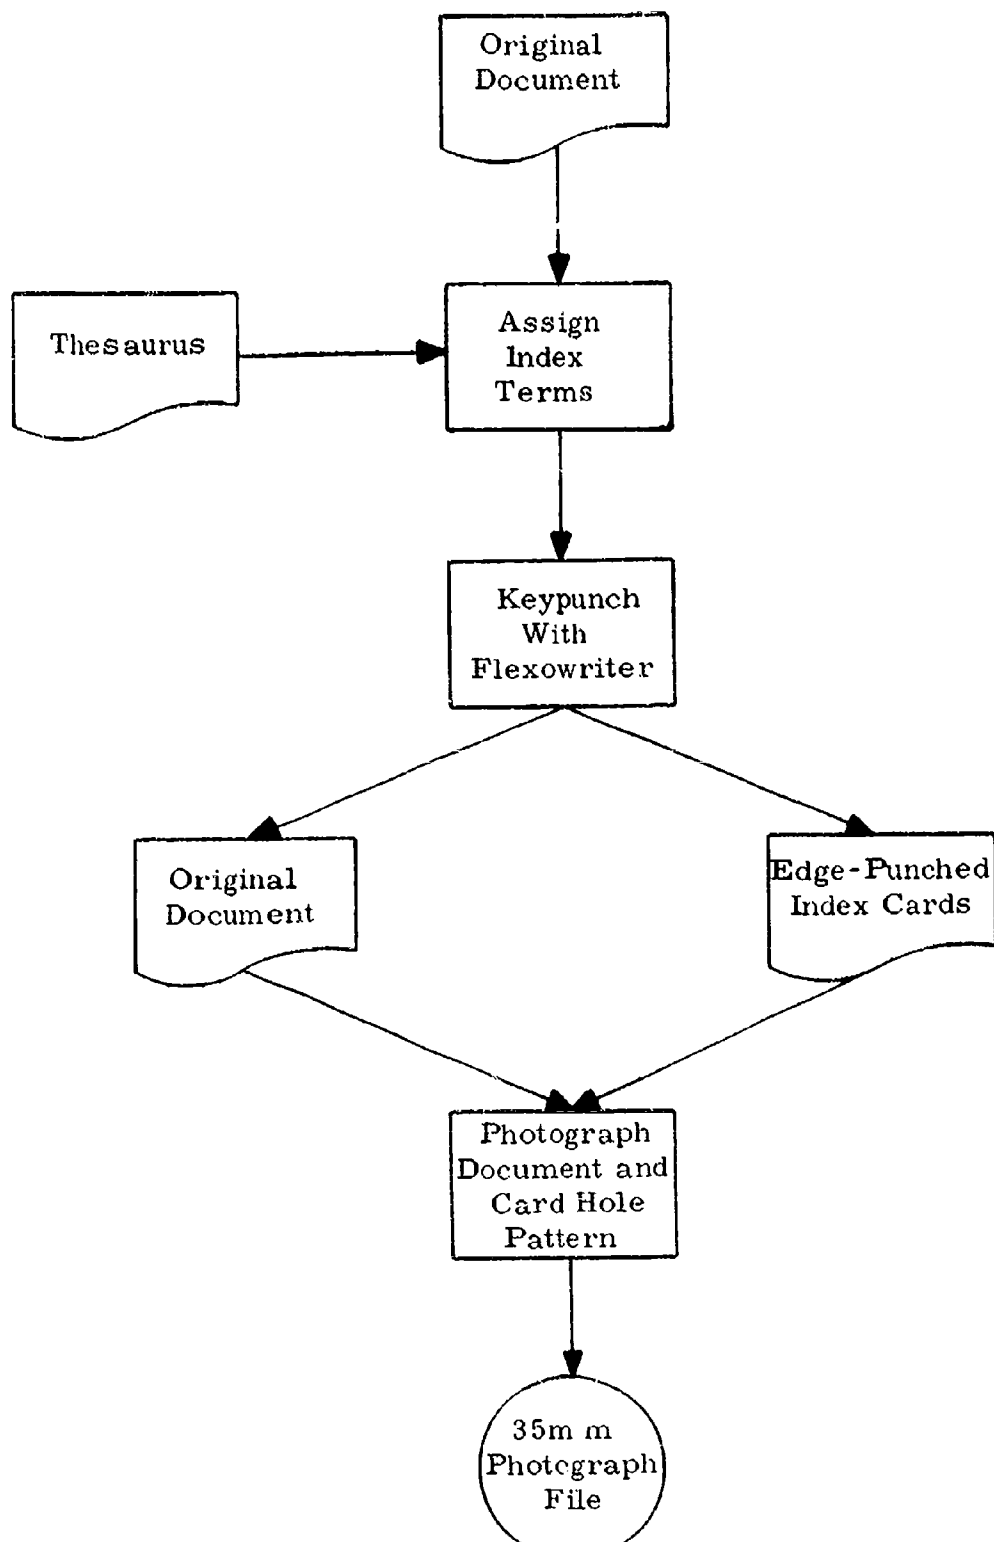 Original
Document
Thesaurus
Assign
Index
Terms
Keypunch
With
Flexowriter
Original
Document
Edge-Punched
Index Cards
Photograph
Document and
Card Hole
Pattern
35mm
Photograph
File